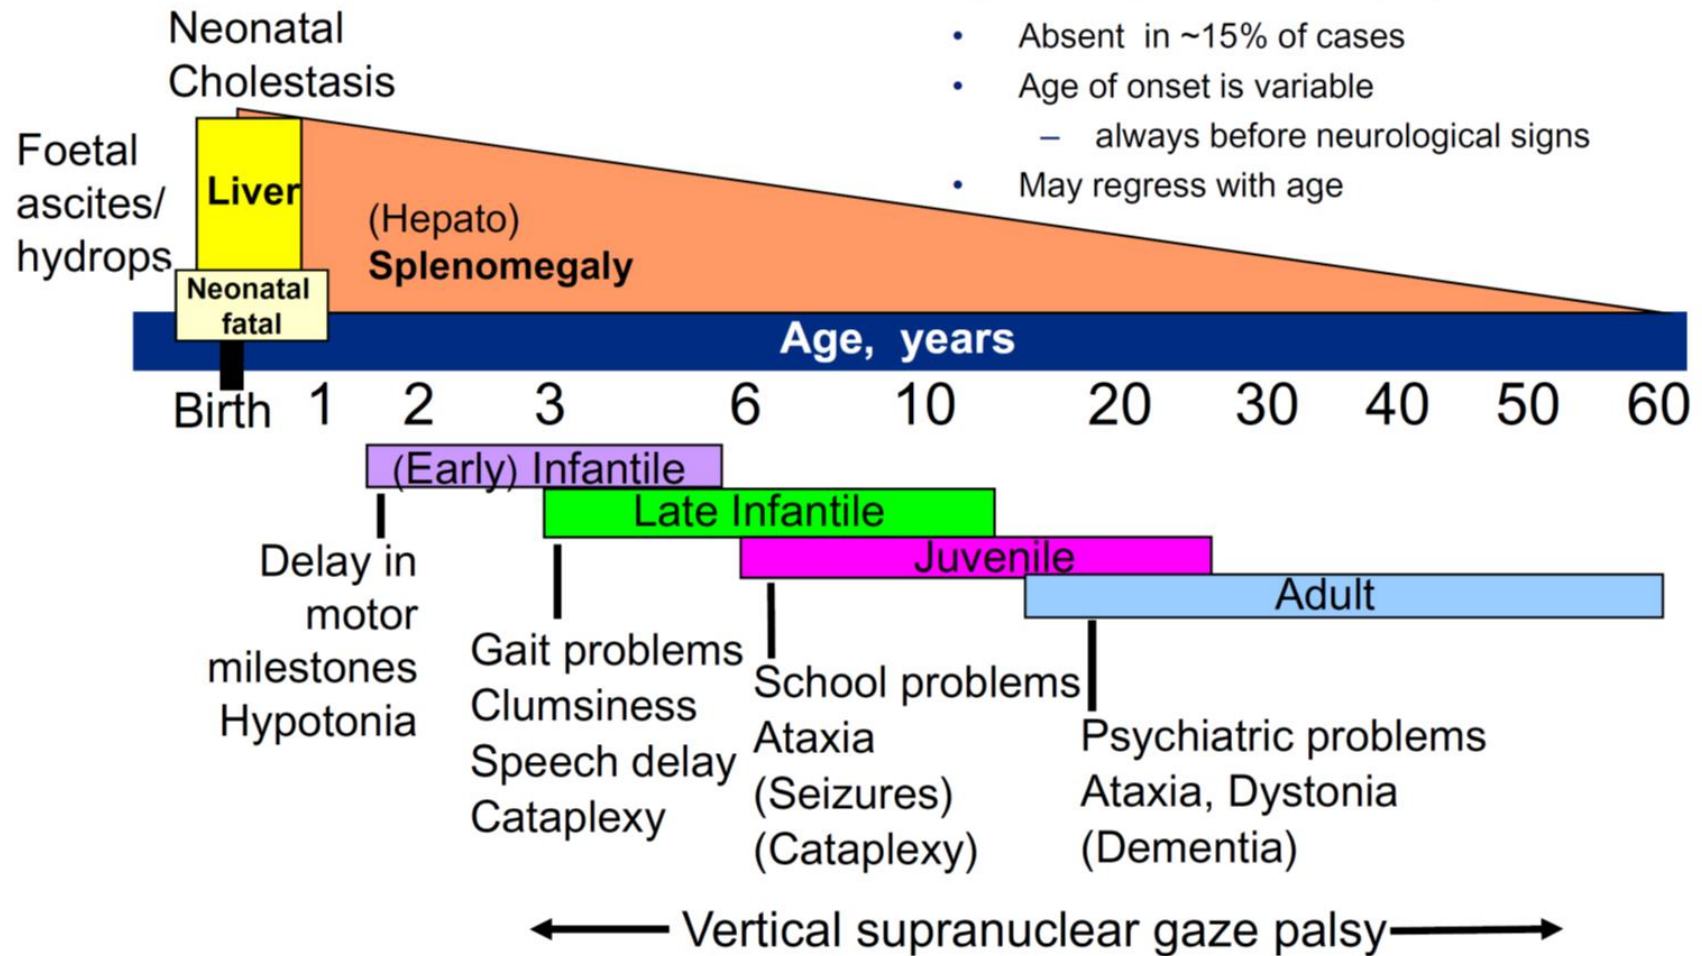 Neonatal
Cholestasis
Foetal
ascites/
hydrops
Liver
Neonatal
fatal
(Hepato)
Splenomegaly
• Absent in ~15% of cases
• Age of onset is variable
– always before neurological signs
• May regress with age
Age, years
Birth 1 2 3 6 10 20 30 40 50 60
(Early) Infantile
Late Infantile
Juvenile
Adult
Delay in
motor
milestones
Hypotonia
Gait problems
Clumsiness
Speech delay
Cataplexy
School problems
Ataxia
(Seizures)
(Cataplexy)
Psychiatric problems
Ataxia, Dystonia
(Dementia)
Vertical supranuclear gaze palsy